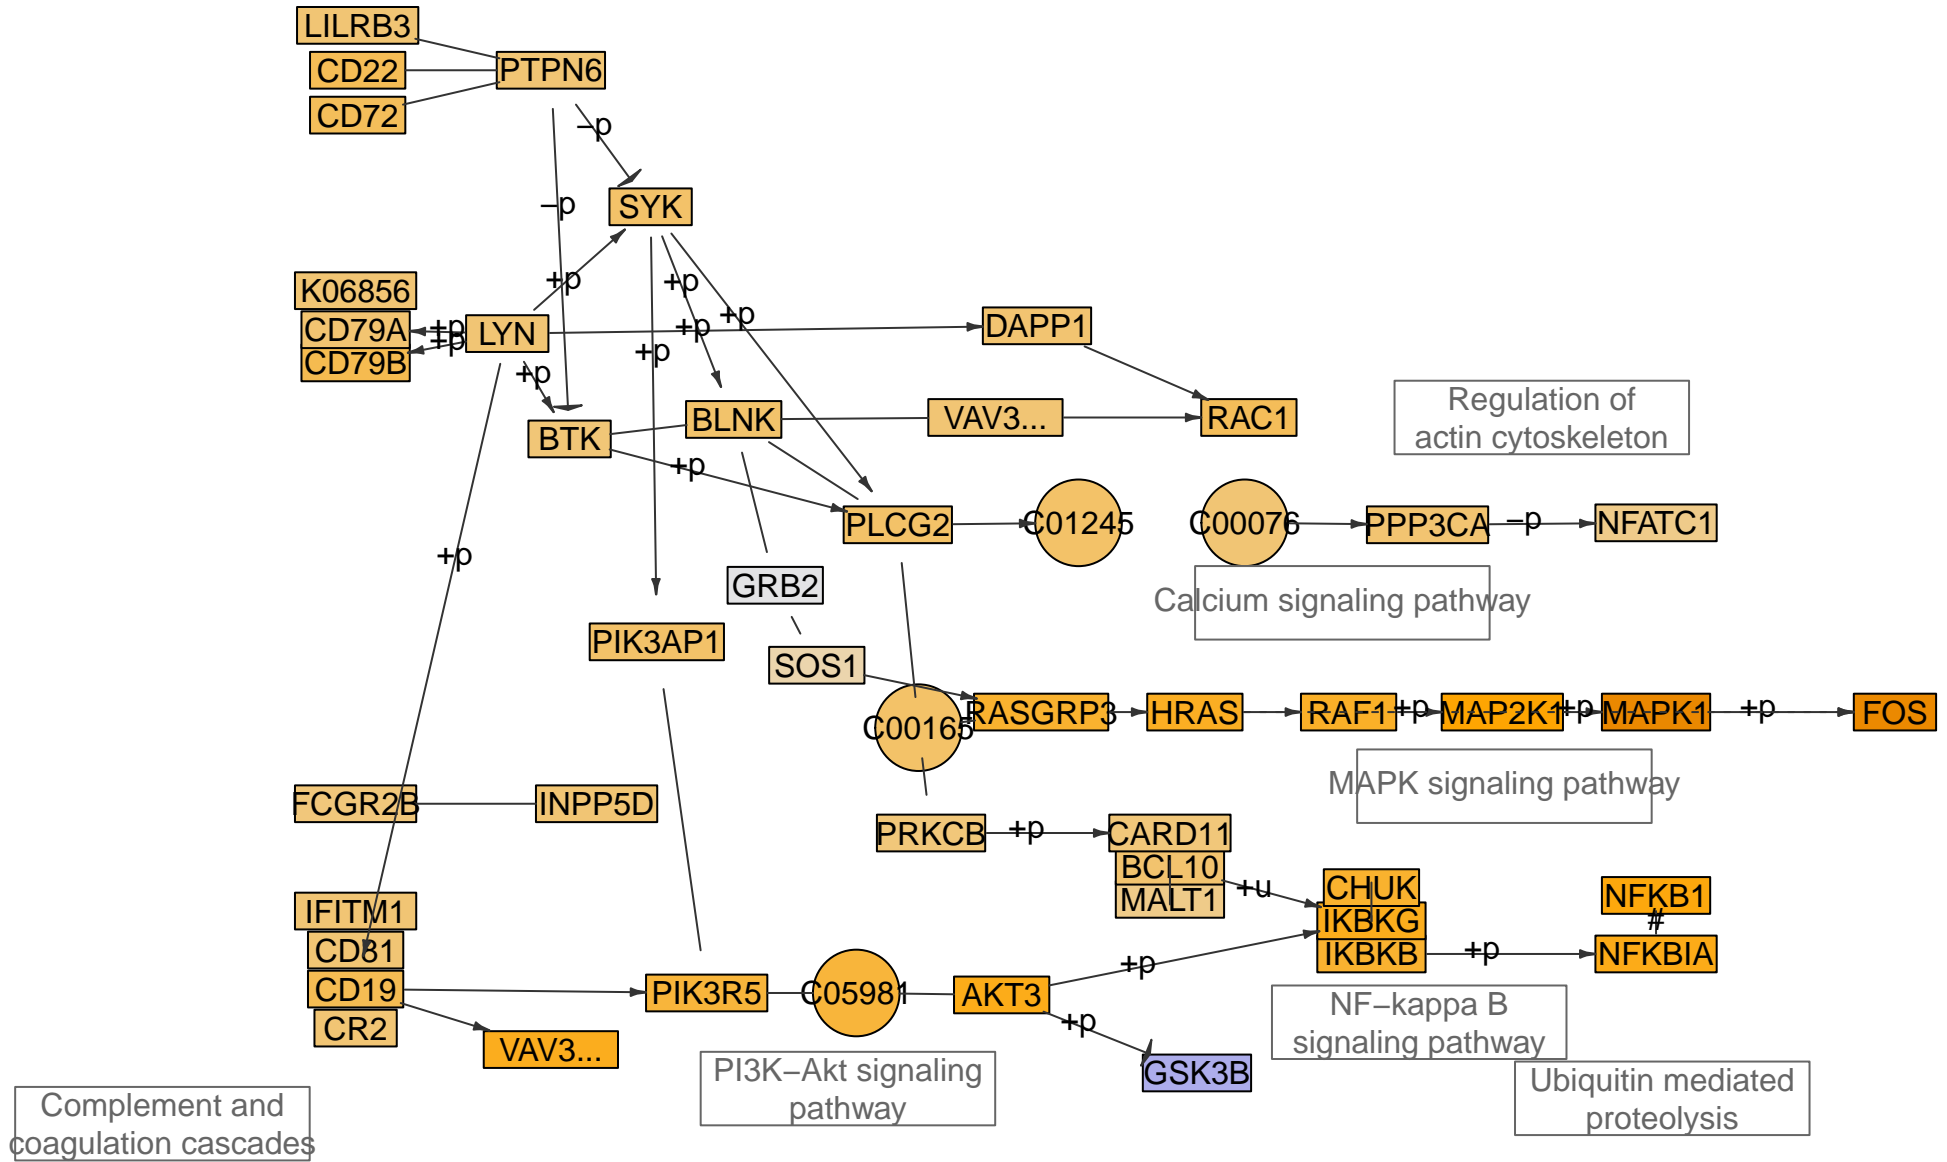 LILRB3
CD22
PTPN6
CD72
–p
SYK
–p
+p
+p
K06856
CD79A
+p
LYN
+p
+p
DAPP1
CD79B
+p
+p
+p
BTK
BLNK
VAV3...
RAC1
Regulation of
actin cytoskeleton
+p
PLCG2
C01245
C00076
PPP3CA
–p
NFATC1
+p
GRB2
Calcium signaling pathway
PIK3AP1
SOS1
C00165
RASGRP3
HRAS
RAF1
+p
MAP2K1
+p
MAPK1
+p
FOS
MAPK signaling pathway
FCGR2B
INPP5D
PRKCB
+p
CARD11
BCL10
MALT1
+u
CHUK
IKBKG
IKBKB
NFKB1
#
+p
NFKBIA
IFITM1
CD81
CD19
CR2
VAV3...
PIK3R5
C05981
AKT3
+p
+p
GSK3B
NF–kappa B
signaling pathway
PI3K–Akt signaling
pathway
Ubiquitin mediated
proteolysis
Complement and
coagulation cascades